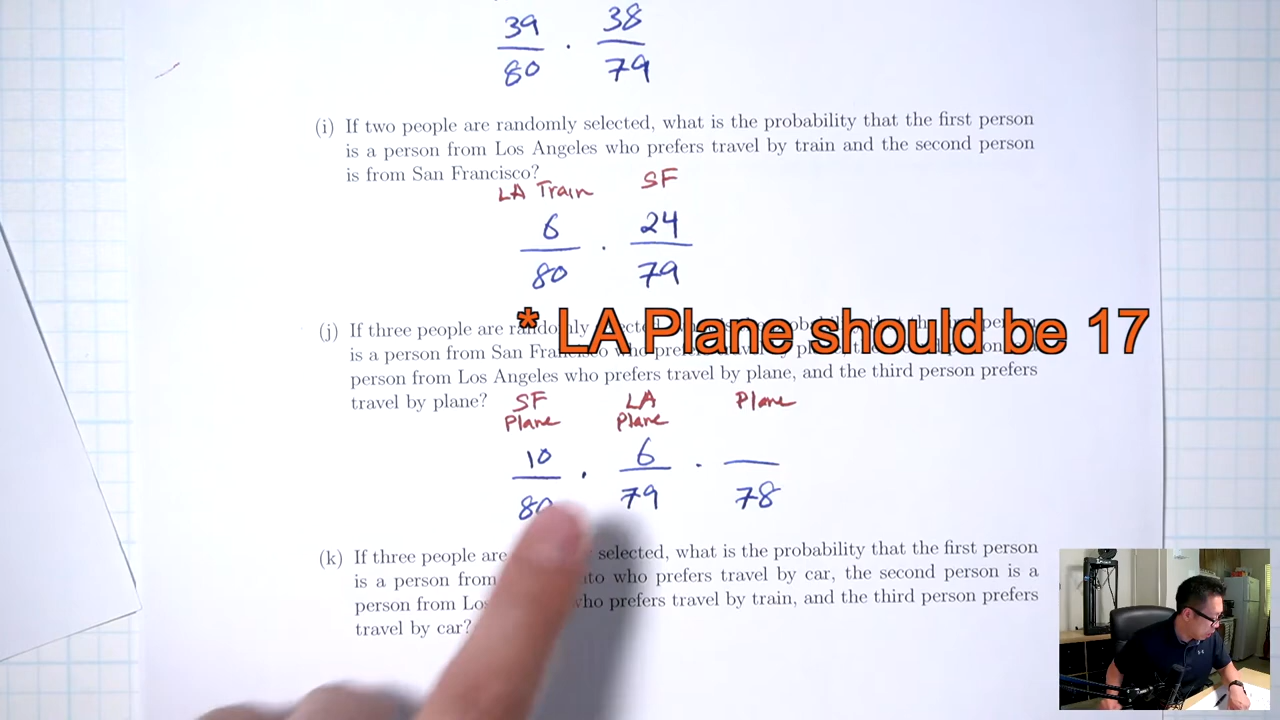 39 . 38
80 79
(i) If two people are randomly selected, what is the probability that the first person
is a person from Los Angeles who prefers travel by train and the second person
is from San Francisco?
LA Train SF
6 . 24
80 79
(j) If three people are
* LA Plane should be 17
is a person from San
person from Los Angeles who prefers travel by plane, and the third person prefers
travel by plane? SF LA Plane
Plane Plane
10 . 6 .
80 79 78
(k) If three people are selected, what is the probability that the first person
is a person from who prefers travel by car, the second person is a
person from who prefers travel by train, and the third person prefers
travel by car?